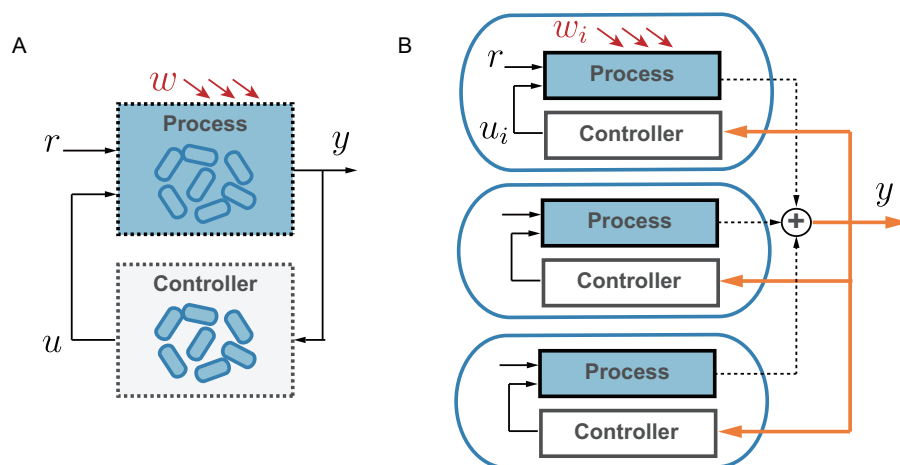 A
w
Process
r
y
Controller
u
B
w_i
r
Process
u_i
Controller
Process
y
+
Controller
Process
Controller